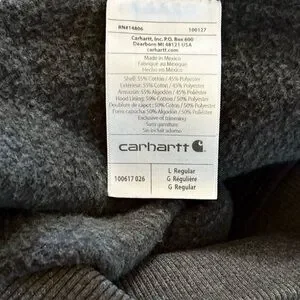 RN#14806 100127
Carhartt, Inc. P.O. Box 600
Dearborn MI 48121 USA
carhartt.com
Made in Mexico
Fabriqué au Mexique
Hecho en Mexico
Shell: 55% Cotton / 45% Polyester
Extérieur: 55% Cotton / 45% Polyester
Armazón: 55% Algodón / 45% Poliéster
Hood Lining: 50% Cotton / 50% Polyester
Doublure de capot: 50% Coton / 50% Polyester
Forro capucha: 50% Algodón / 50% Poliéster
Exclusive of trimming
Sans garniture
Sin incluir adorno
carhartt
100617 026
L Regular
G Régulière
G Regular